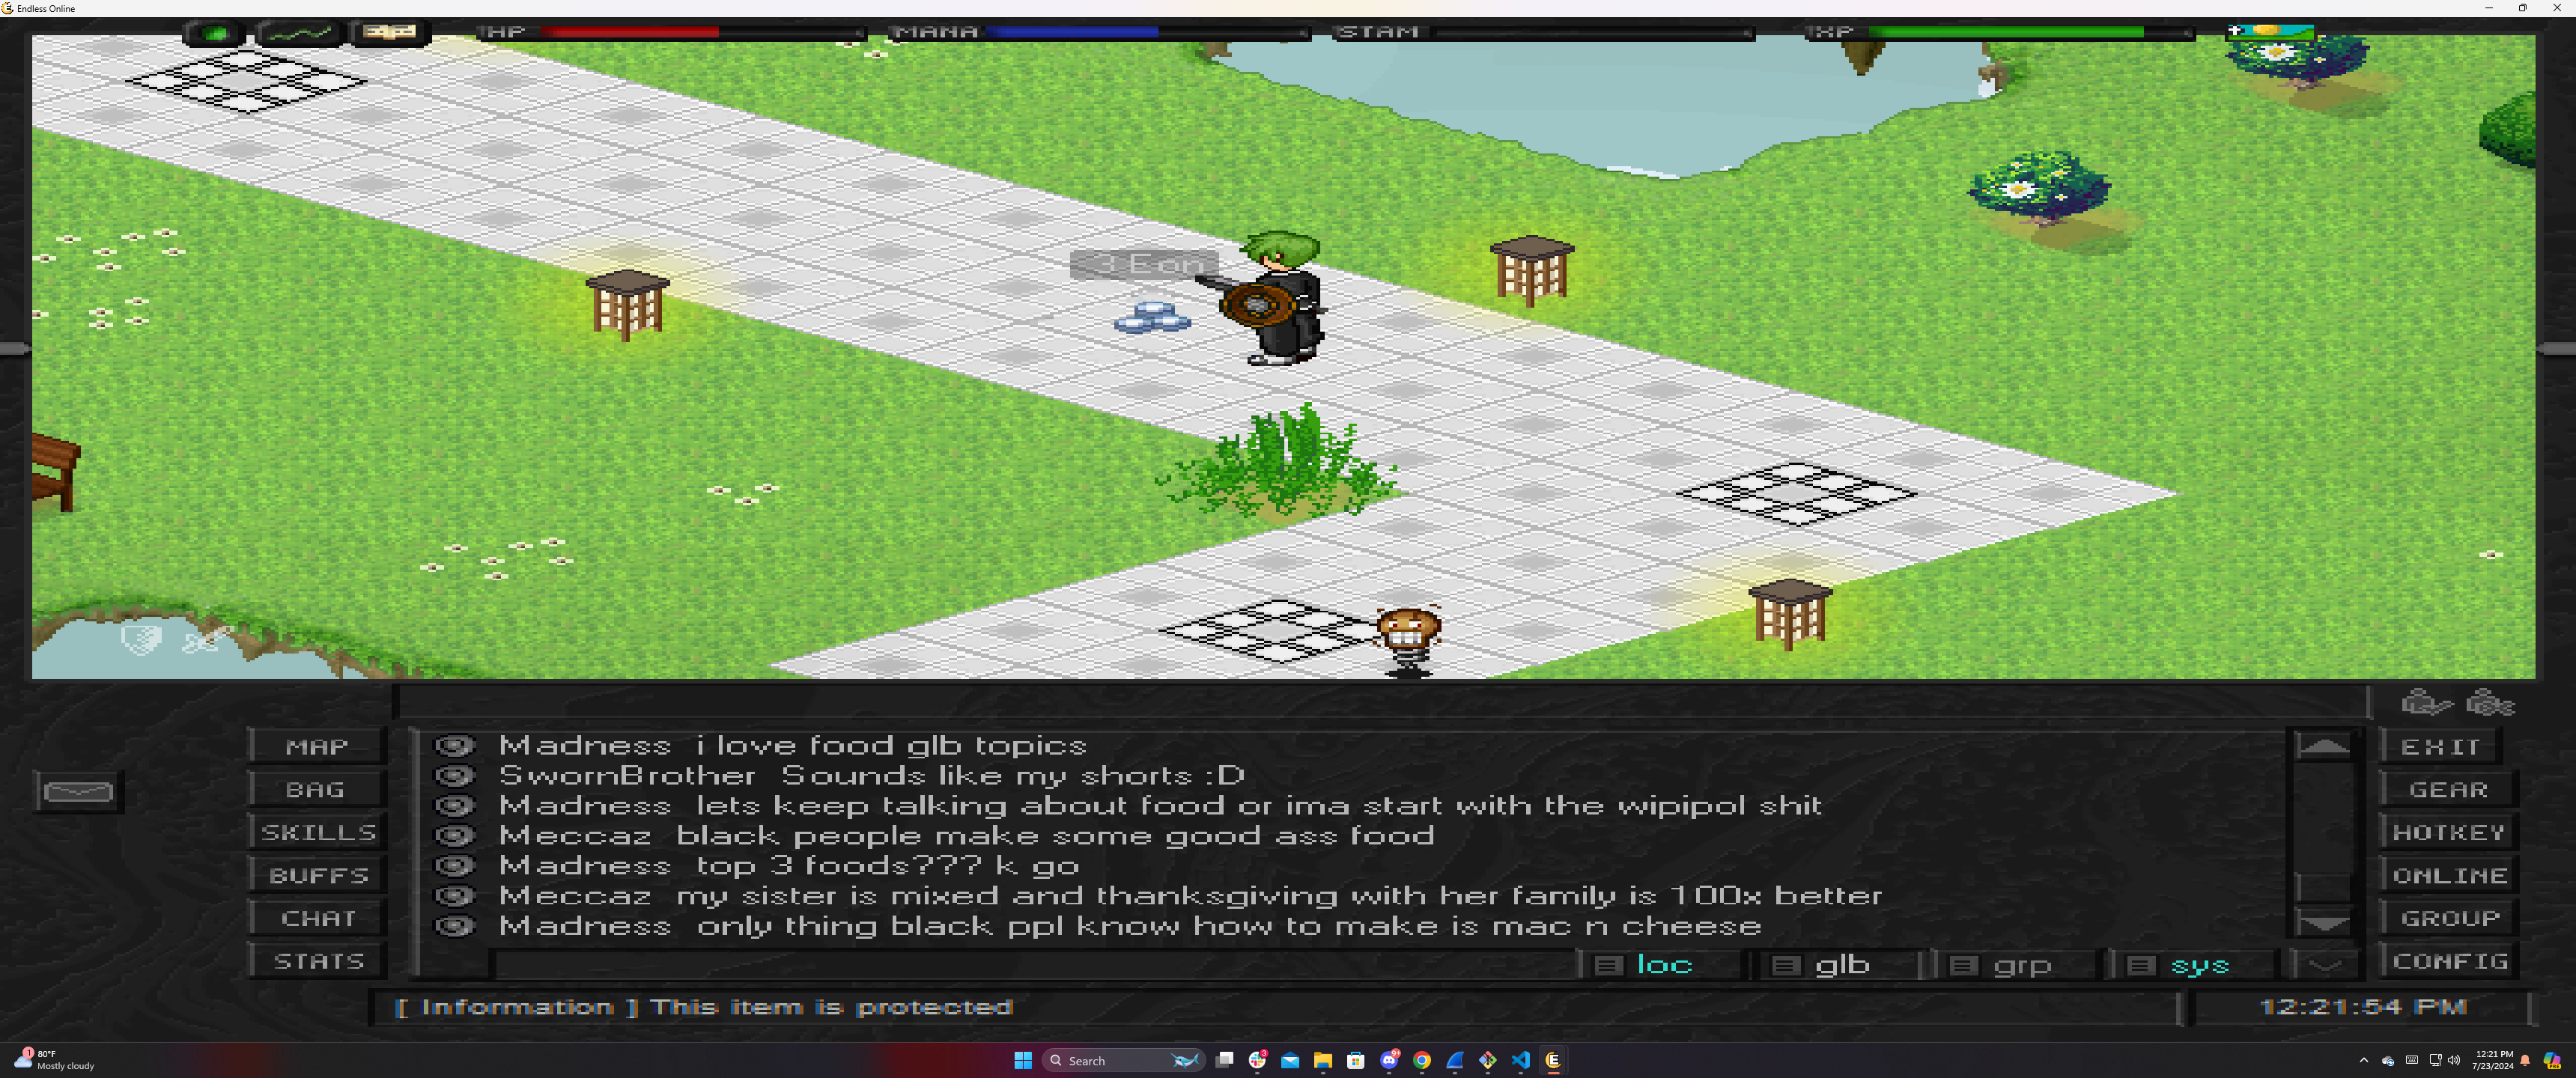 Endless Online
HP
MANA
STAM
XP
3 Eon
MAP
BAG
SKILLS
BUFFS
CHAT
STATS
Madness i love food glb topics
SwornBrother Sounds like my shorts :D
Madness lets keep talking about food or ima start with the wipipol shit
Meccaz black people make some good ass food
Madness top 3 foods??? k go
Meccaz my sister is mixed and thanksgiving with her family is 100x better
Madness only thing black ppl know how to make is mac n cheese
loc
glb
grp
sys
EXIT
GEAR
HOTKEY
ONLINE
GROUP
CONFIG
[ Information ] This item is protected
12:21:54 PM
1
80°F
Mostly cloudy
Search
3
9+
12:21 PM
7/23/2024